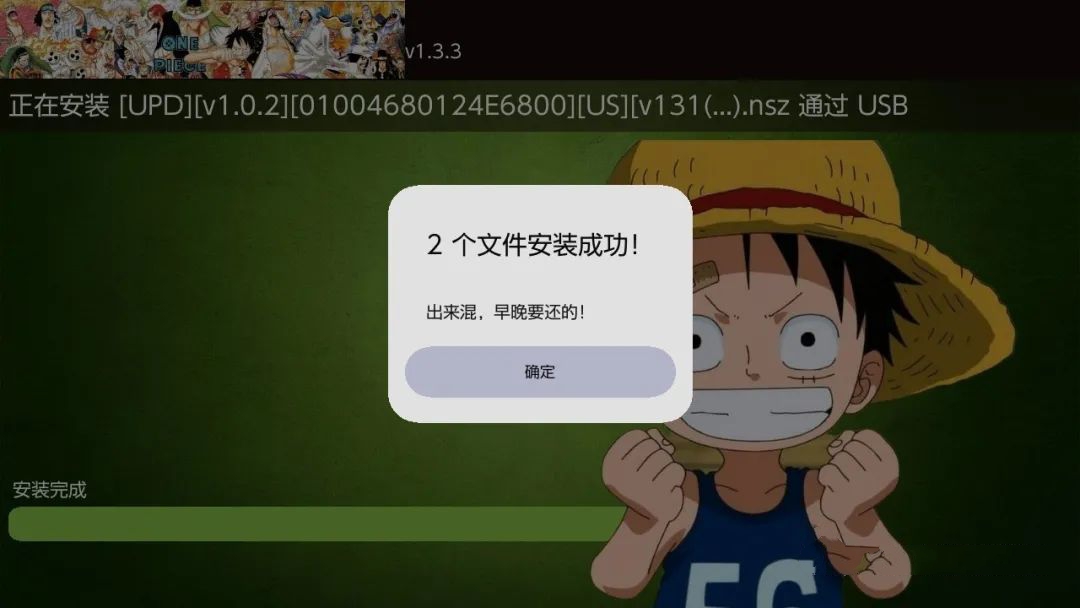 ONE
PIECE
v1.3.3
正在安装 [UPD][v1.0.2][01004680124E6800][US][v131(...).nsz 通过 USB
2 个文件安装成功!
出来混，早晚要还的!
确定
安装完成